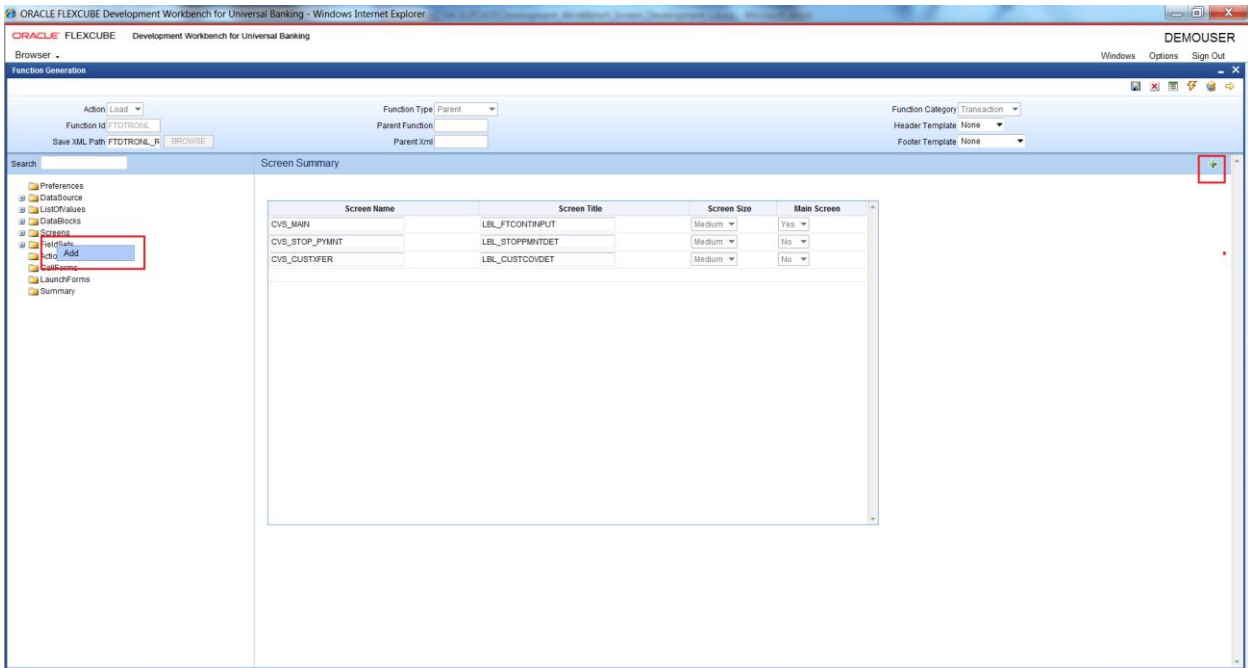 ORACLE FLEXCUBE Development Workbench for Universal Banking - Windows Internet Explorer
ORACLE FLEXCUBE Development Workbench for Universal Banking DEMOUSER
Browser Windows Options Sign Out
Function Generation
Action Load Function Type Parent Function Category Transaction
Function Id FTDTRONL Parent Function Header Template None
Save XML Path FTDTRONL_R BROWSE Parent Xml Footer Template None
Search Screen Summary
Preferences
DataSource
ListOfValues
DataBlocks
Screens
FieldSets
Actio
Add
CallForms
LaunchForms
Summary
Screen Name Screen Title Screen Size Main Screen
CVS_MAIN LBL_FTCONTINPUT Medium Yes
CVS_STOP_PYMNT LBL_STOPPMNTDET Medium No
CVS_CUSTXFER LBL_CUSTCOVDET Medium No